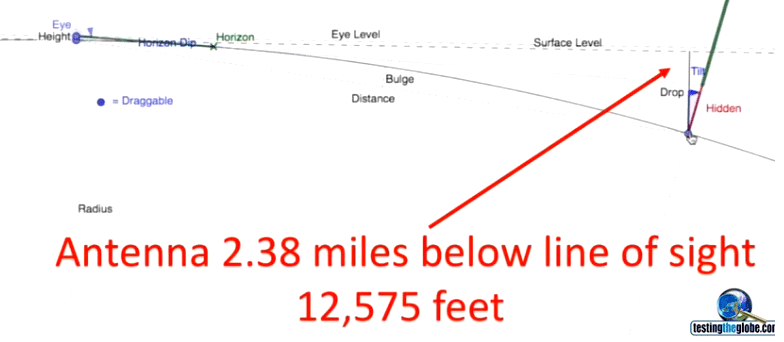 Eye
Height
Horizon Dip
Horizon
Eye Level
Surface Level
Tilt
Bulge
Drop
= Draggable
Distance
Hidden
Radius
Antenna 2.38 miles below line of sight
12,575 feet
testingtheglobe.com